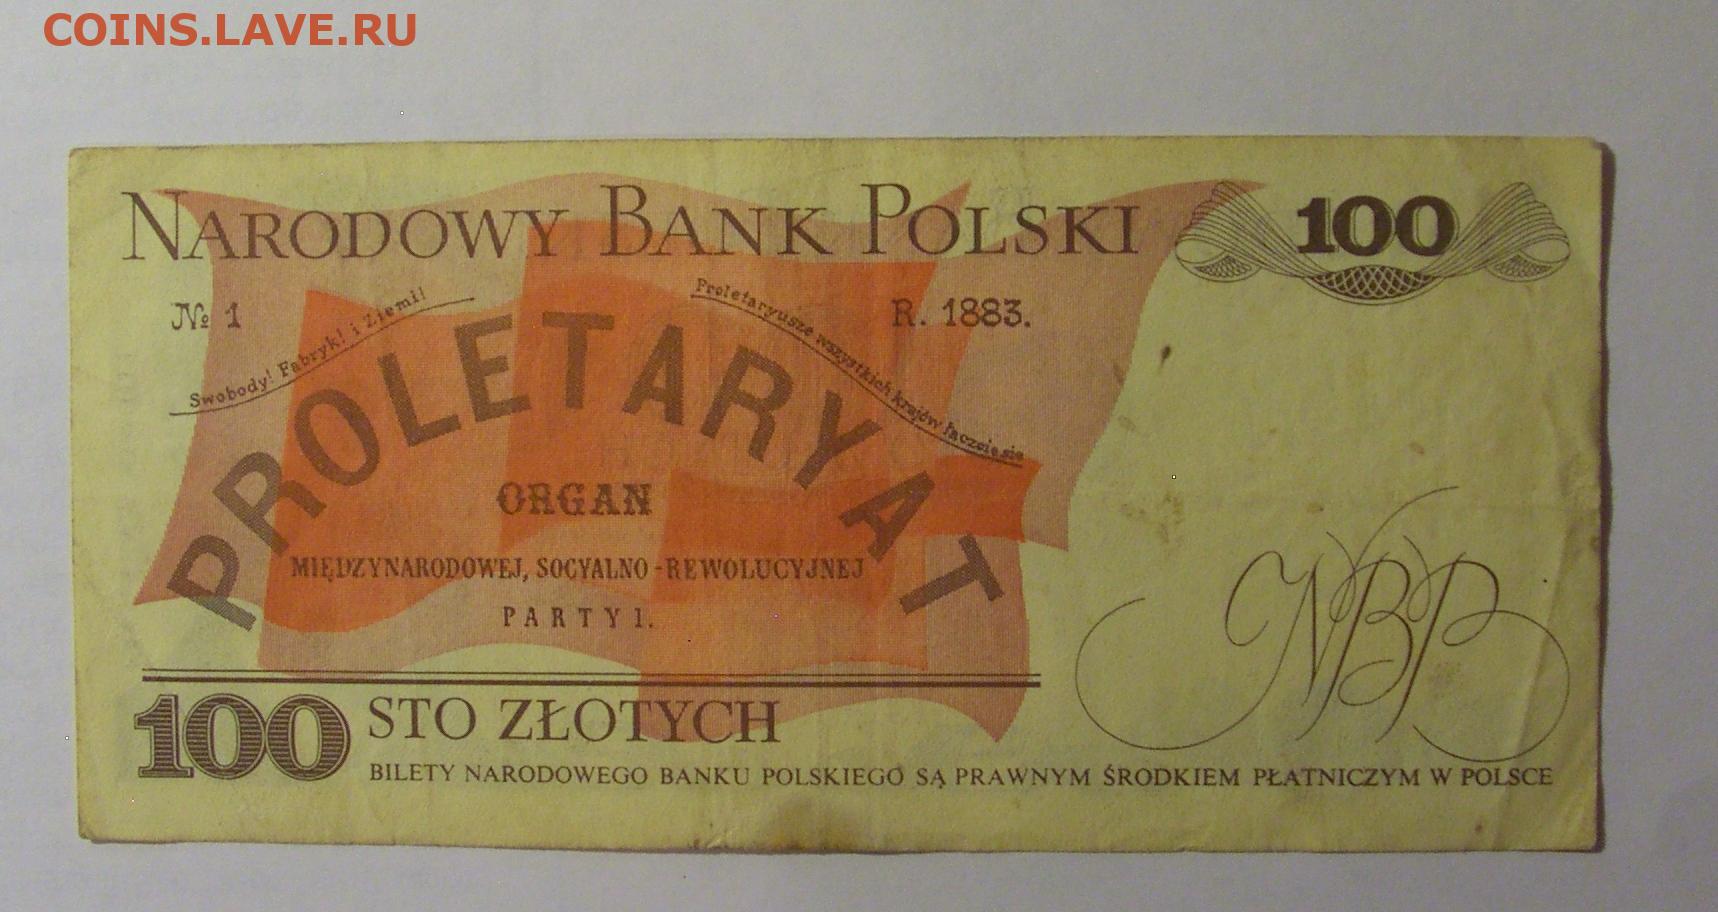 COINS.LAVE.RU
NARODOWY BANK POLSKI
100
№ 1
R. 1883.
Swobody! Fabryk! i Ziemi!
Proletaryusze wszystkich krajów łączcie się
PROLETARYAT
ORGAN
MIĘDZYNARODOWEJ, SOCYALNO-REWOLUCYJNEJ
PARTYI.
NBP
100 STO ZŁOTYCH
BILETY NARODOWEGO BANKU POLSKIEGO SĄ PRAWNYM ŚRODKIEM PŁATNICZYM W POLSCE